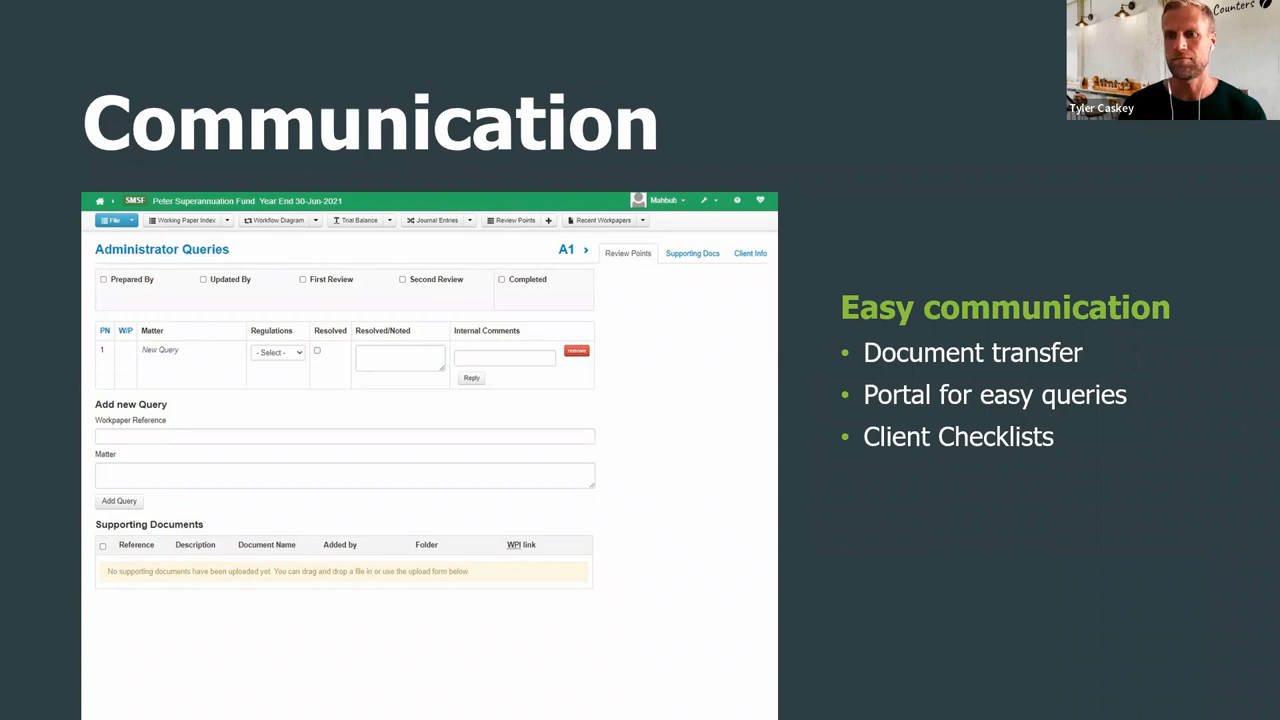 Counters
Tyler Caskey
Communication
SMSF Peter Superannuation Fund Year End 30-Jun-2021
Mahbub
File
Working Paper Index
Workflow Diagram
Trial Balance
Journal Entries
Review Points
Recent Workpapers
Administrator Queries
A1
Review Points
Supporting Docs
Client Info
Prepared By
Updated By
First Review
Second Review
Completed
PN W/P Matter Regulations Resolved Resolved/Noted Internal Comments
1 New Query - Select - remove
Reply
Add new Query
Workpaper Reference
Matter
Add Query
Supporting Documents
Reference Description Document Name Added by Folder WPI link
No supporting documents have been uploaded yet. You can drag and drop a file in or use the upload form below.
Easy communication
• Document transfer
• Portal for easy queries
• Client Checklists